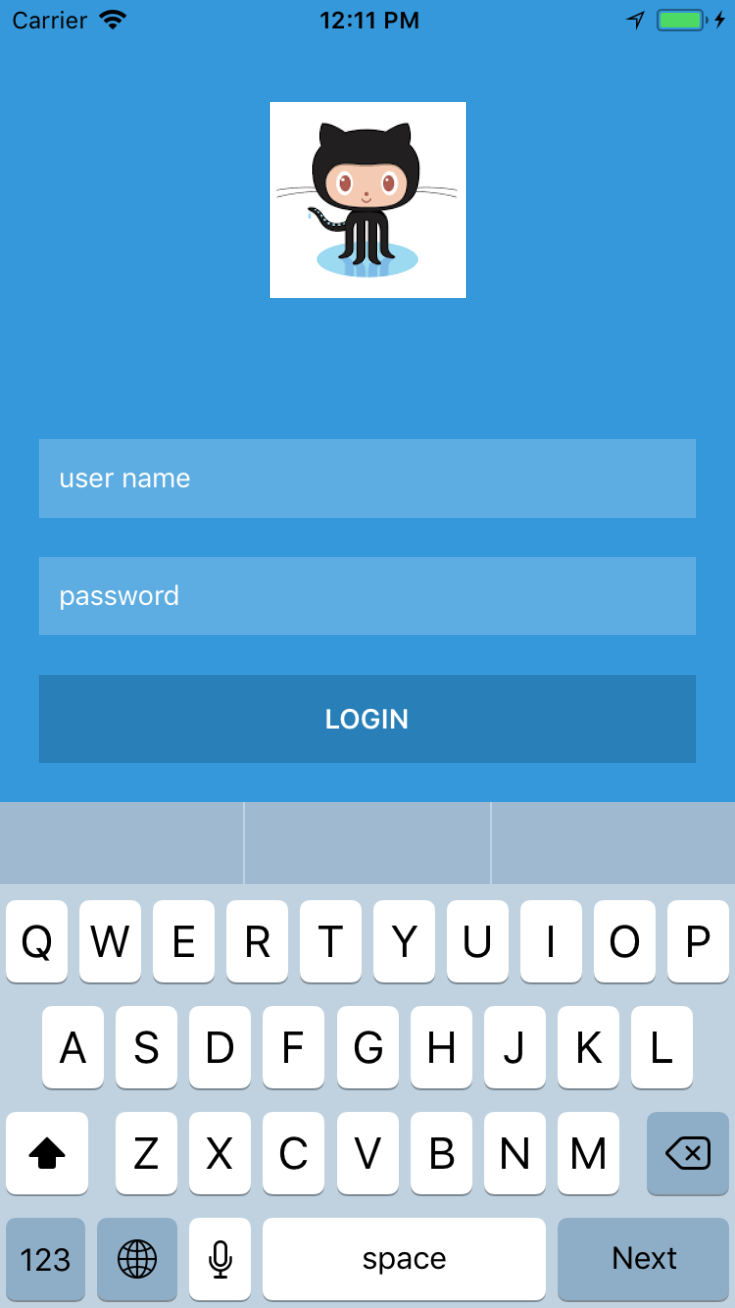 Carrier 12:11 PM
user name
password
LOGIN
Q W E R T Y U I O P
A S D F G H J K L
Z X C V B N M
123 space Next